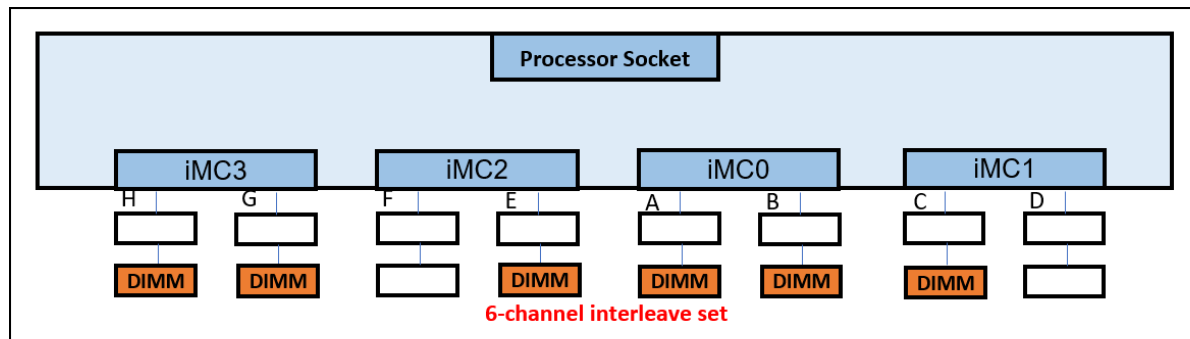 Processor Socket
iMC3 iMC2 iMC0 iMC1
H G F E A B C D
DIMM DIMM DIMM DIMM DIMM DIMM
6-channel interleave set